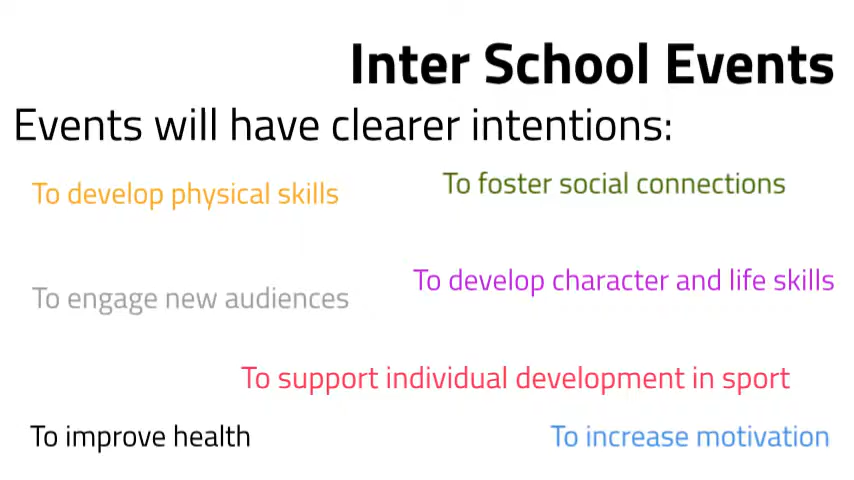 Inter School Events
Events will have clearer intentions:
To develop physical skills
To foster social connections
To engage new audiences
To develop character and life skills
To support individual development in sport
To improve health
To increase motivation